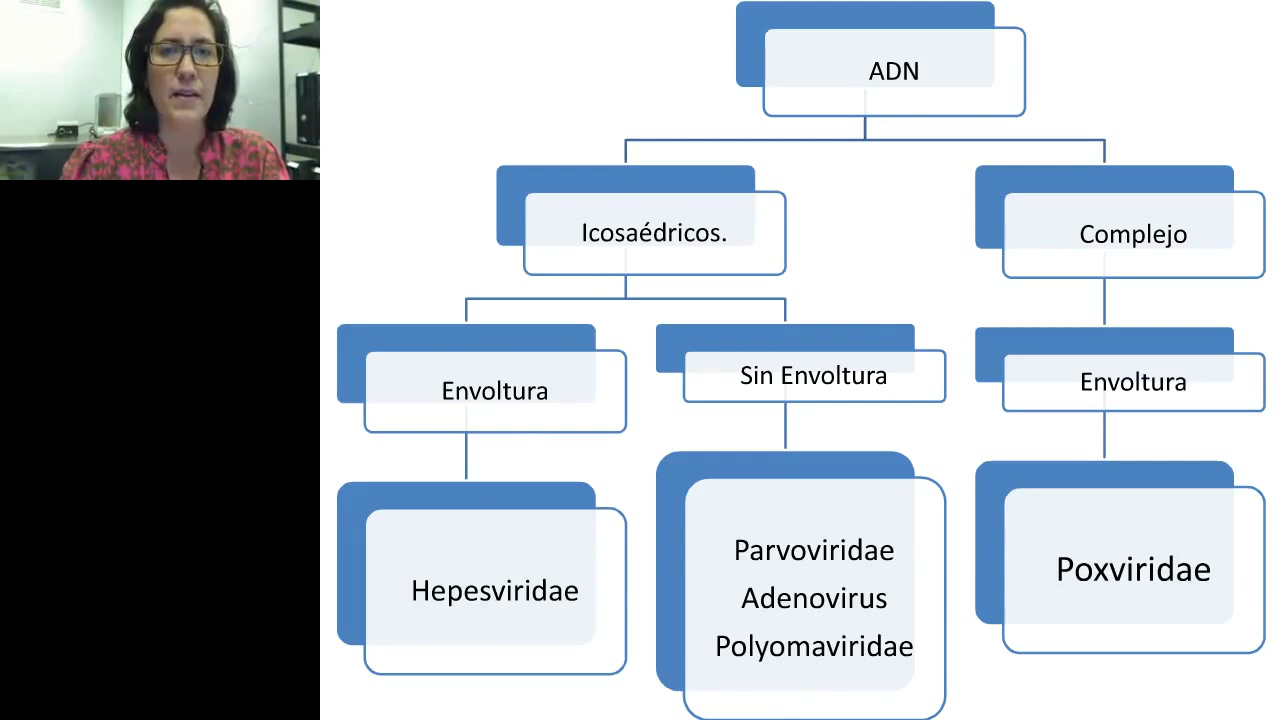 ADN
Icosaédricos.
Complejo
Envoltura
Sin Envoltura
Envoltura
Hepesviridae
Parvoviridae
Adenovirus
Polyomaviridae
Poxviridae